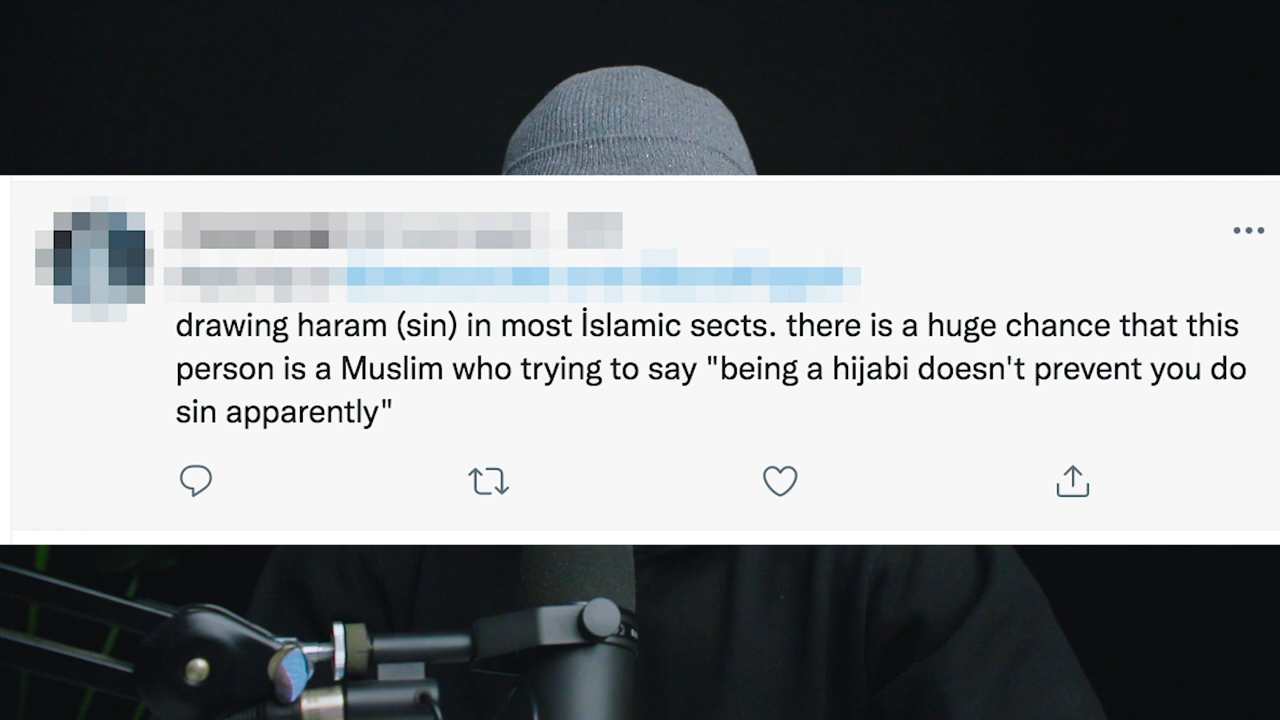 drawing haram (sin) in most İslamic sects. there is a huge chance that this
person is a Muslim who trying to say "being a hijabi doesn't prevent you do
sin apparently"